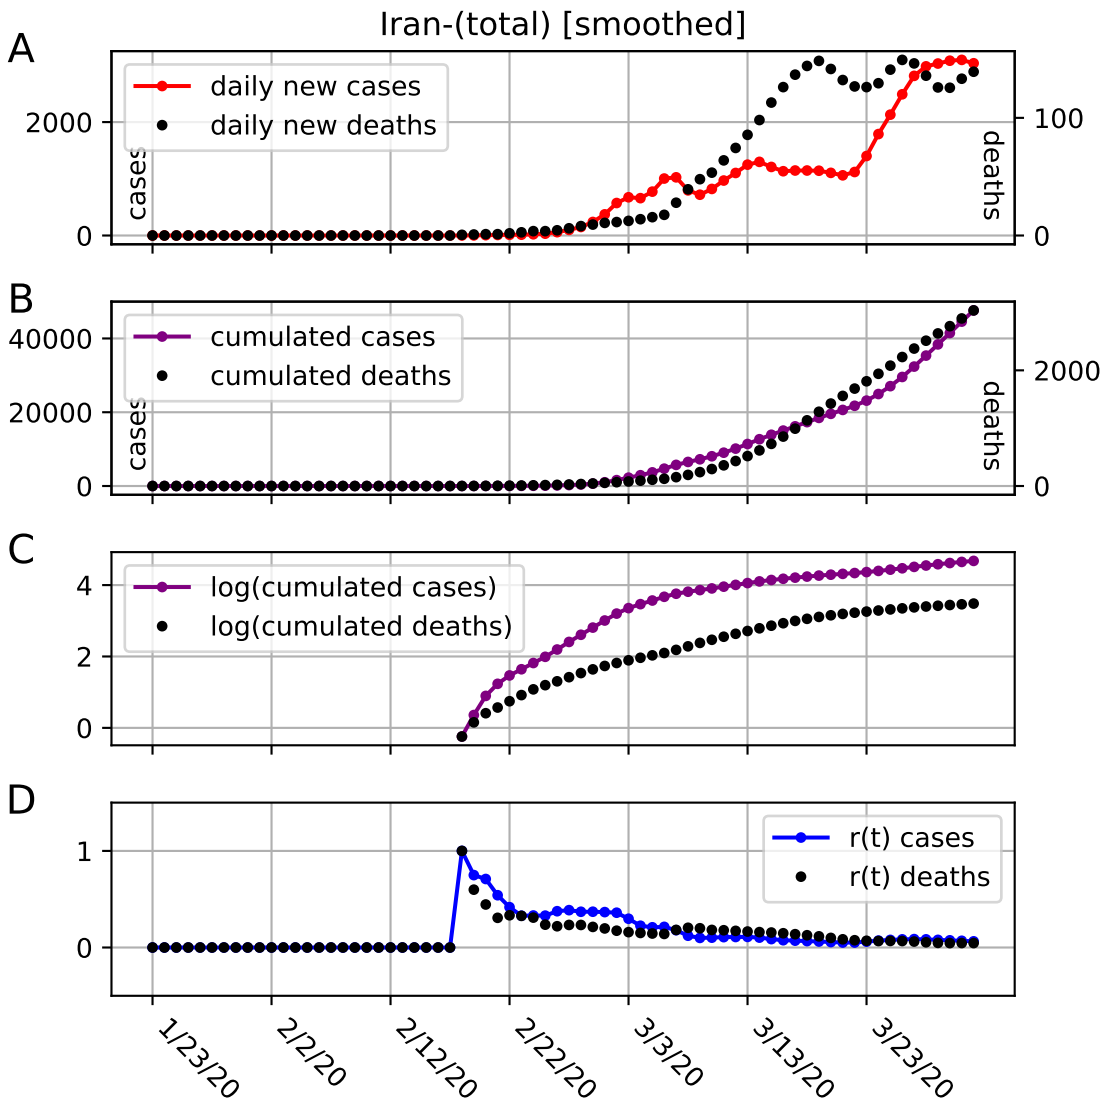 Iran-(total) [smoothed]
A
daily new cases
daily new deaths
2000
0
cases
100
0
deaths
B
cumulated cases
cumulated deaths
40000
20000
0
cases
2000
0
deaths
C
log(cumulated cases)
log(cumulated deaths)
4
2
0
D
r(t) cases
r(t) deaths
1
0
1/23/20
2/2/20
2/12/20
2/22/20
3/3/20
3/13/20
3/23/20